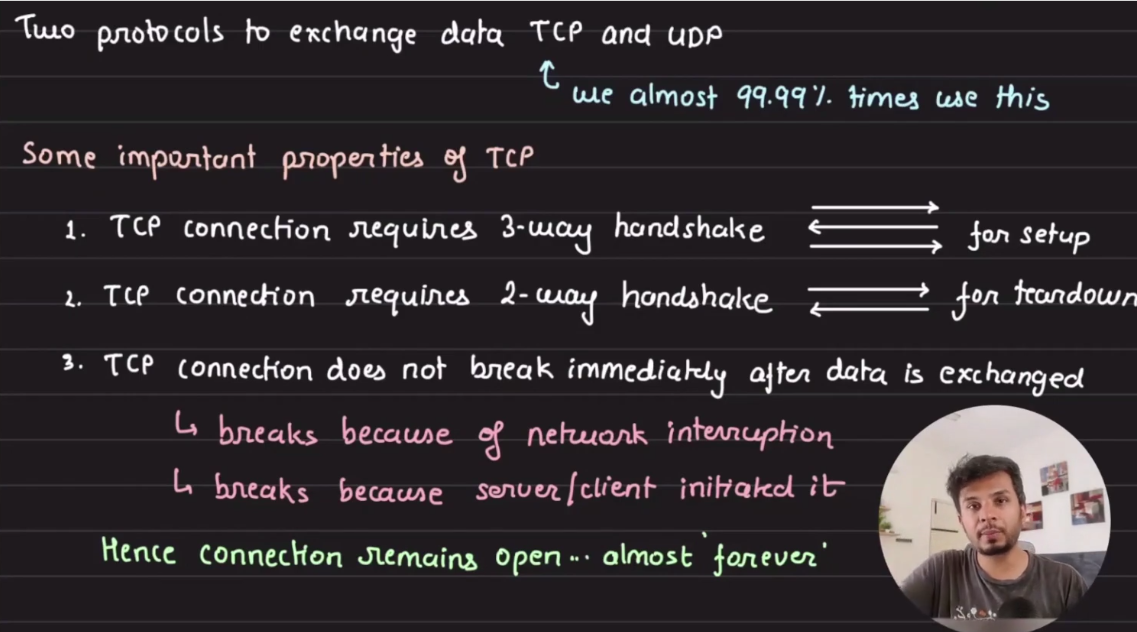 Two protocols to exchange data TCP and UDP
we almost 99.99% times use this
Some important properties of TCP
1. TCP connection requires 3-way handshake for setup
2. TCP connection requires 2-way handshake for teardown
3. TCP connection does not break immediately after data is exchanged
breaks because of network interruption
breaks because server/client initiated it
Hence connection remains open... almost 'forever'